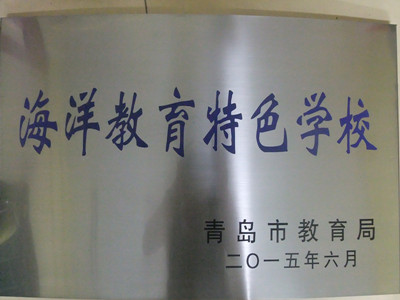 海洋教育特色学校
青岛市教育局
二〇一五年六月